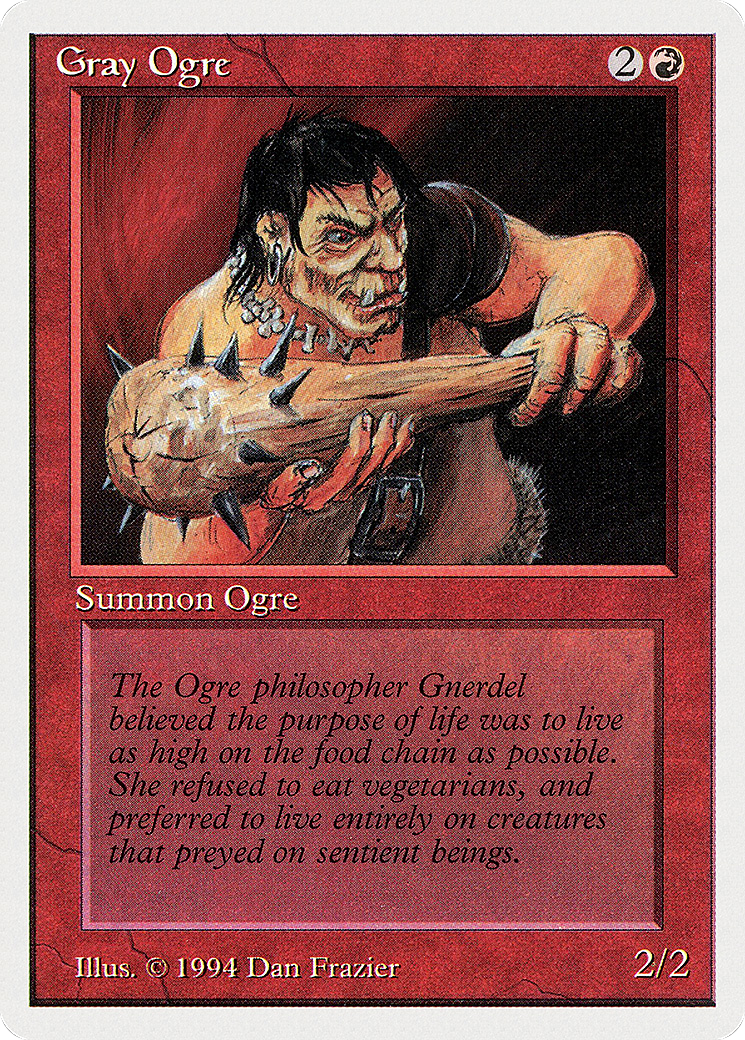 Gray Ogre 2
Summon Ogre
The Ogre philosopher Gnerdel
believed the purpose of life was to live
as high on the food chain as possible.
She refused to eat vegetarians, and
preferred to live entirely on creatures
that preyed on sentient beings.
Illus. © 1994 Dan Frazier 2/2